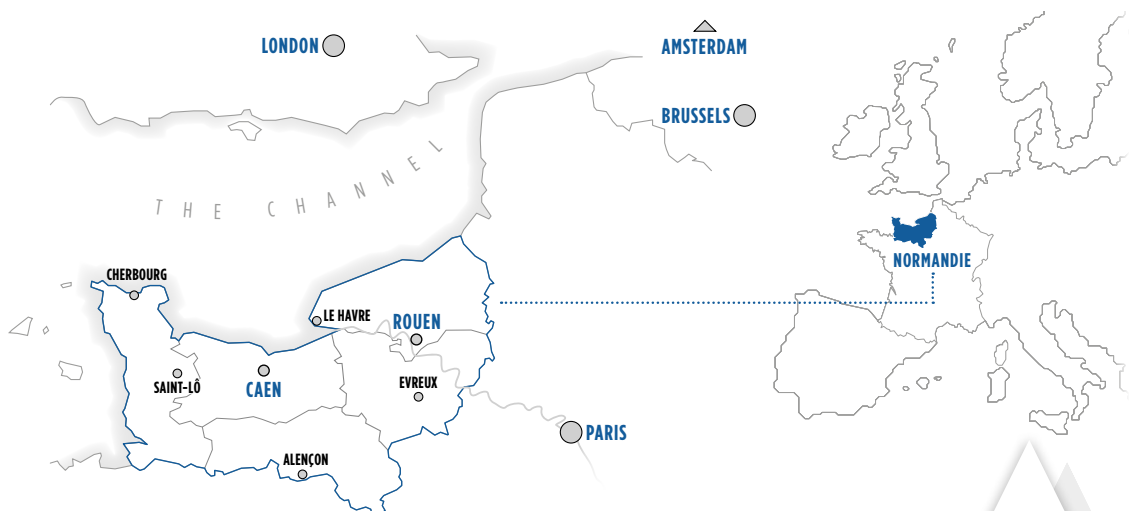 LONDON
AMSTERDAM
BRUSSELS
THE CHANNEL
NORMANDIE
CHERBOURG
LE HAVRE
ROUEN
SAINT-LÔ
CAEN
EVREUX
PARIS
ALENÇON